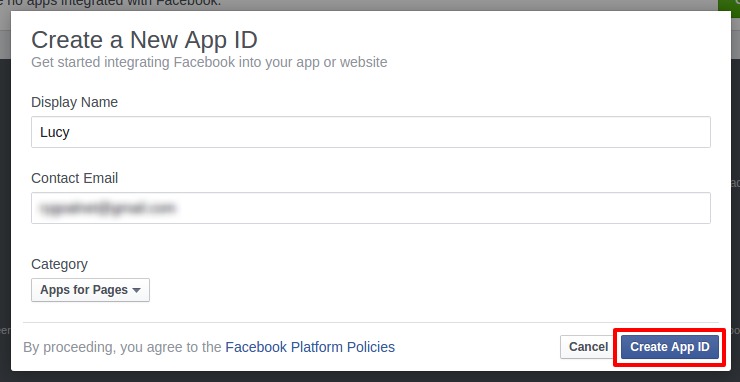 e no apps integrated with Facebook.
Create a New App ID
Get started integrating Facebook into your app or website
Display Name
Lucy
Contact Email
Category
Apps for Pages
By proceeding, you agree to the Facebook Platform Policies
Cancel
Create App ID